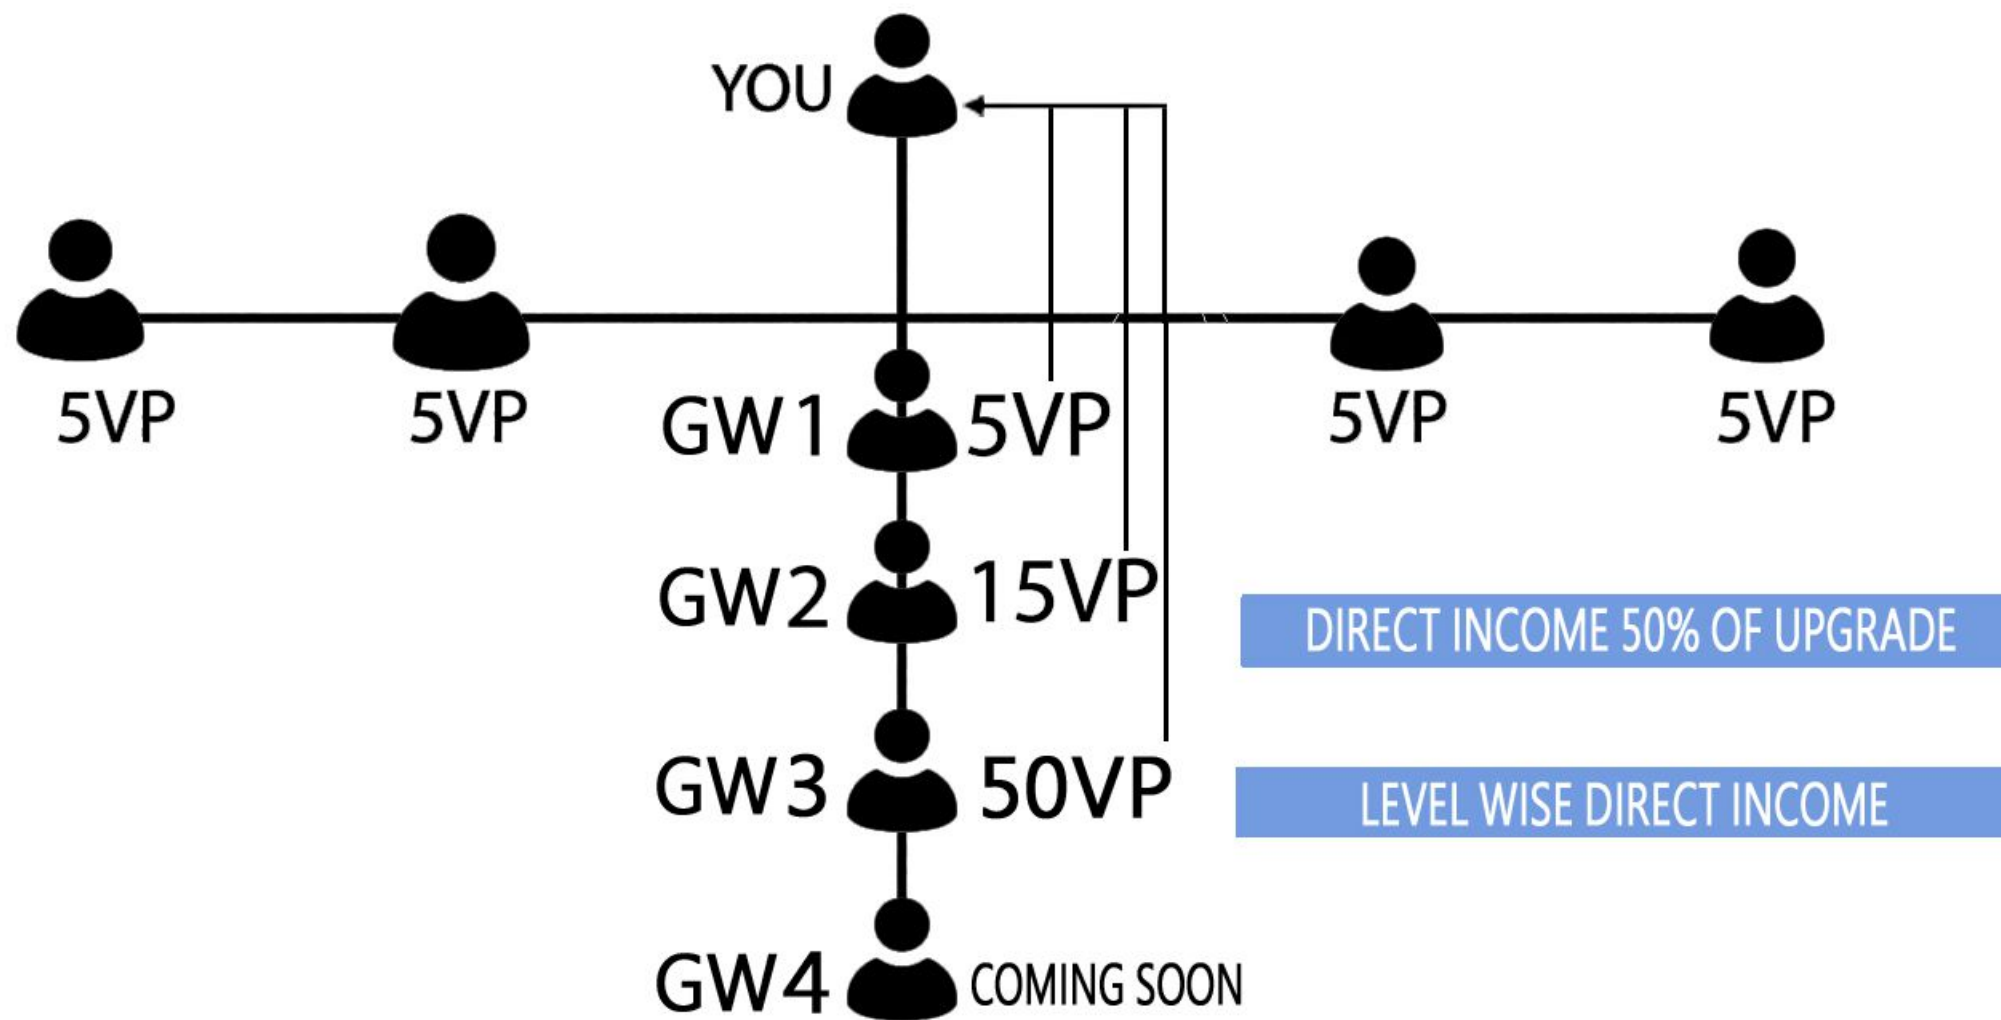 YOU
5VP
5VP
GW1 5VP
5VP
5VP
GW2 15VP
DIRECT INCOME 50% OF UPGRADE
GW3 50VP
LEVEL WISE DIRECT INCOME
GW4 COMING SOON